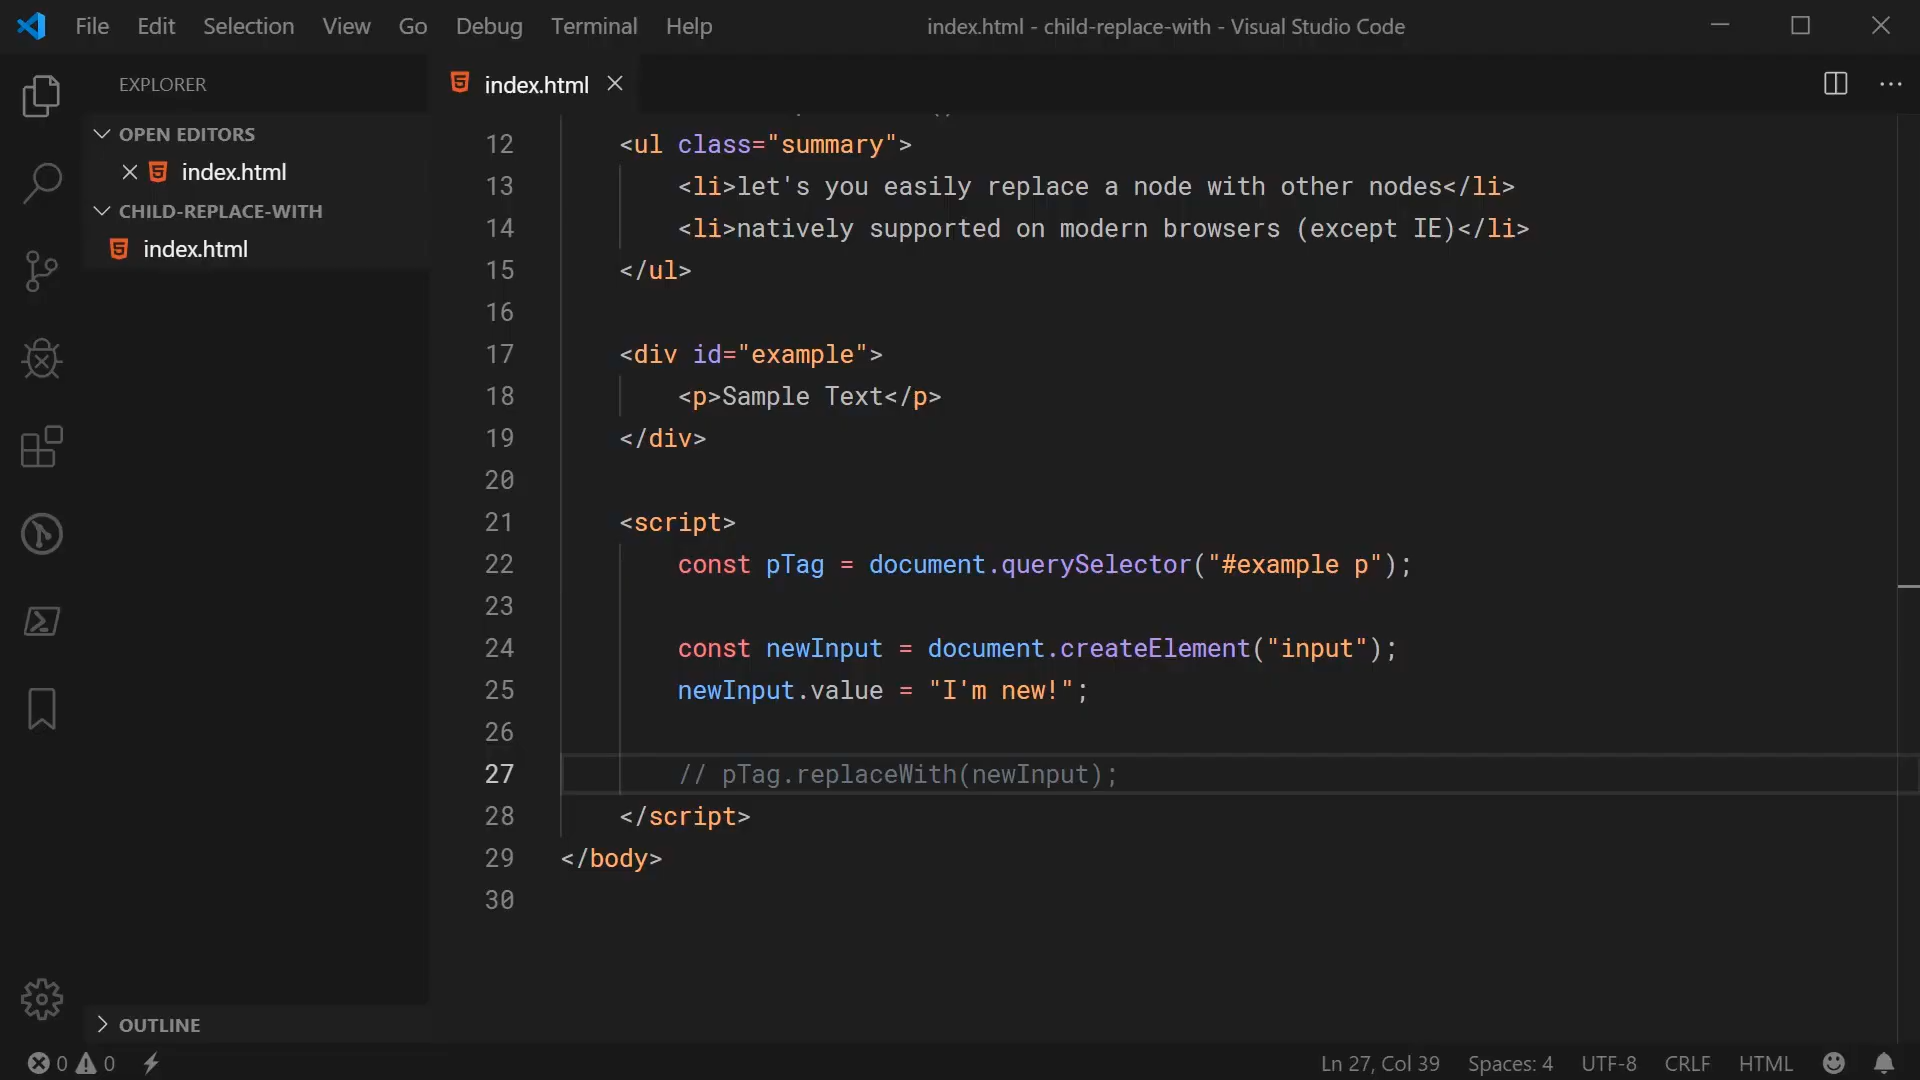 File Edit Selection View Go Debug Terminal Help
index.html - child-replace-with - Visual Studio Code
EXPLORER
OPEN EDITORS
index.html
CHILD-REPLACE-WITH
index.html
OUTLINE
index.html
12 <ul class="summary">
13 <li>let's you easily replace a node with other nodes</li>
14 <li>natively supported on modern browsers (except IE)</li>
15 </ul>
16
17 <div id="example">
18 <p>Sample Text</p>
19 </div>
20
21 <script>
22 const pTag = document.querySelector("#example p");
23
24 const newInput = document.createElement("input");
25 newInput.value = "I'm new!";
26
27 // pTag.replaceWith(newInput);
28 </script>
29 </body>
30
0 0
Ln 27, Col 39 Spaces: 4 UTF-8 CRLF HTML